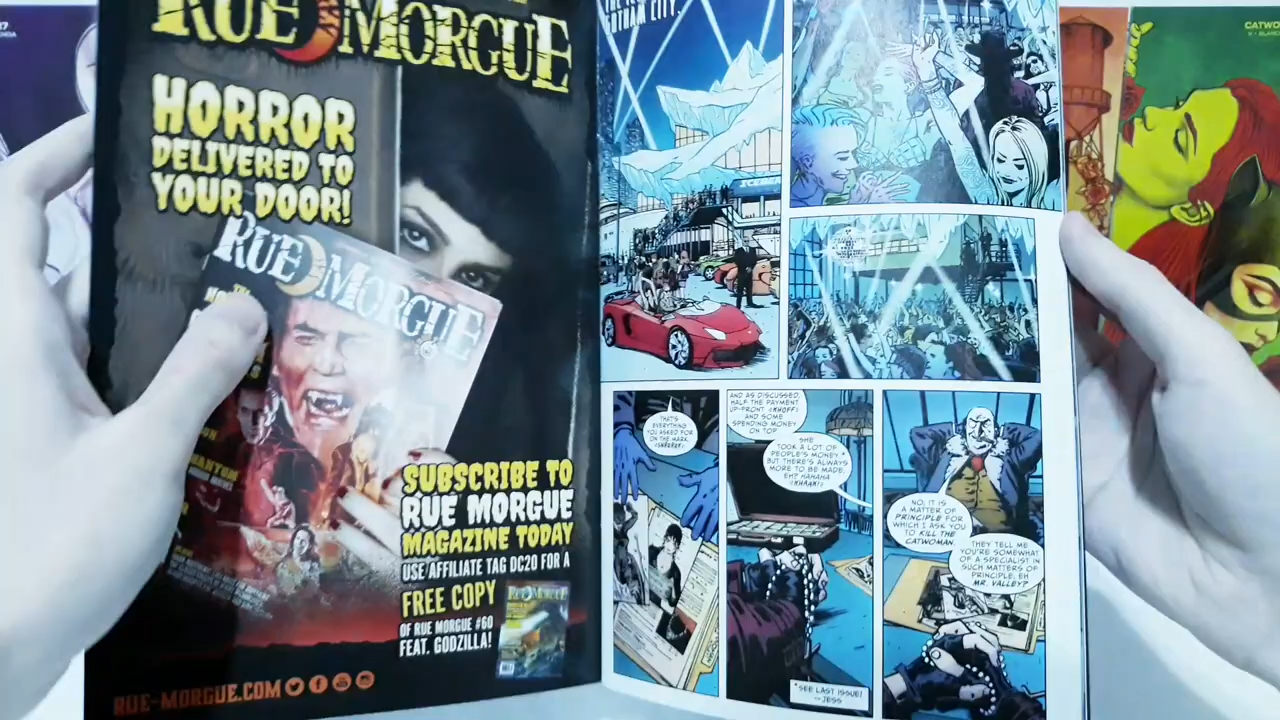 RUE MORGUE
HORROR
DELIVERED TO
YOUR DOOR!
RUE MORGUE
SUBSCRIBE TO
RUE MORGUE
MAGAZINE TODAY
USE AFFILIATE TAG DC20 FOR A
FREE COPY
OF RUE MORGUE #60
FEAT. GODZILLA!
RUE MORGUE
RUE-MORGUE.COM
GOTHAM CITY.
THAT'S
EVERYTHING
YOU ASKED FOR
ON THE MARK.
AND AS DISCUSSED,
HALF THE PAYMENT
UP-FRONT <KHOFF>
AND SOME
SPENDING MONEY
ON TOP.
SHE
TOOK A LOT OF
PEOPLE'S MONEY.*
BUT THERE'S ALWAYS
MORE TO BE MADE,
EH? HAHAHA
*SEE LAST ISSUE!
--JESS
NO, IT IS
A MATTER OF
PRINCIPLE FOR
WHICH I ASK YOU
TO KILL THE
CATWOMAN.
THEY TELL ME
YOU'RE SOMEWHAT
OF A SPECIALIST IN
SUCH MATTERS OF
PRINCIPLE, EH
MR. VALLEY?